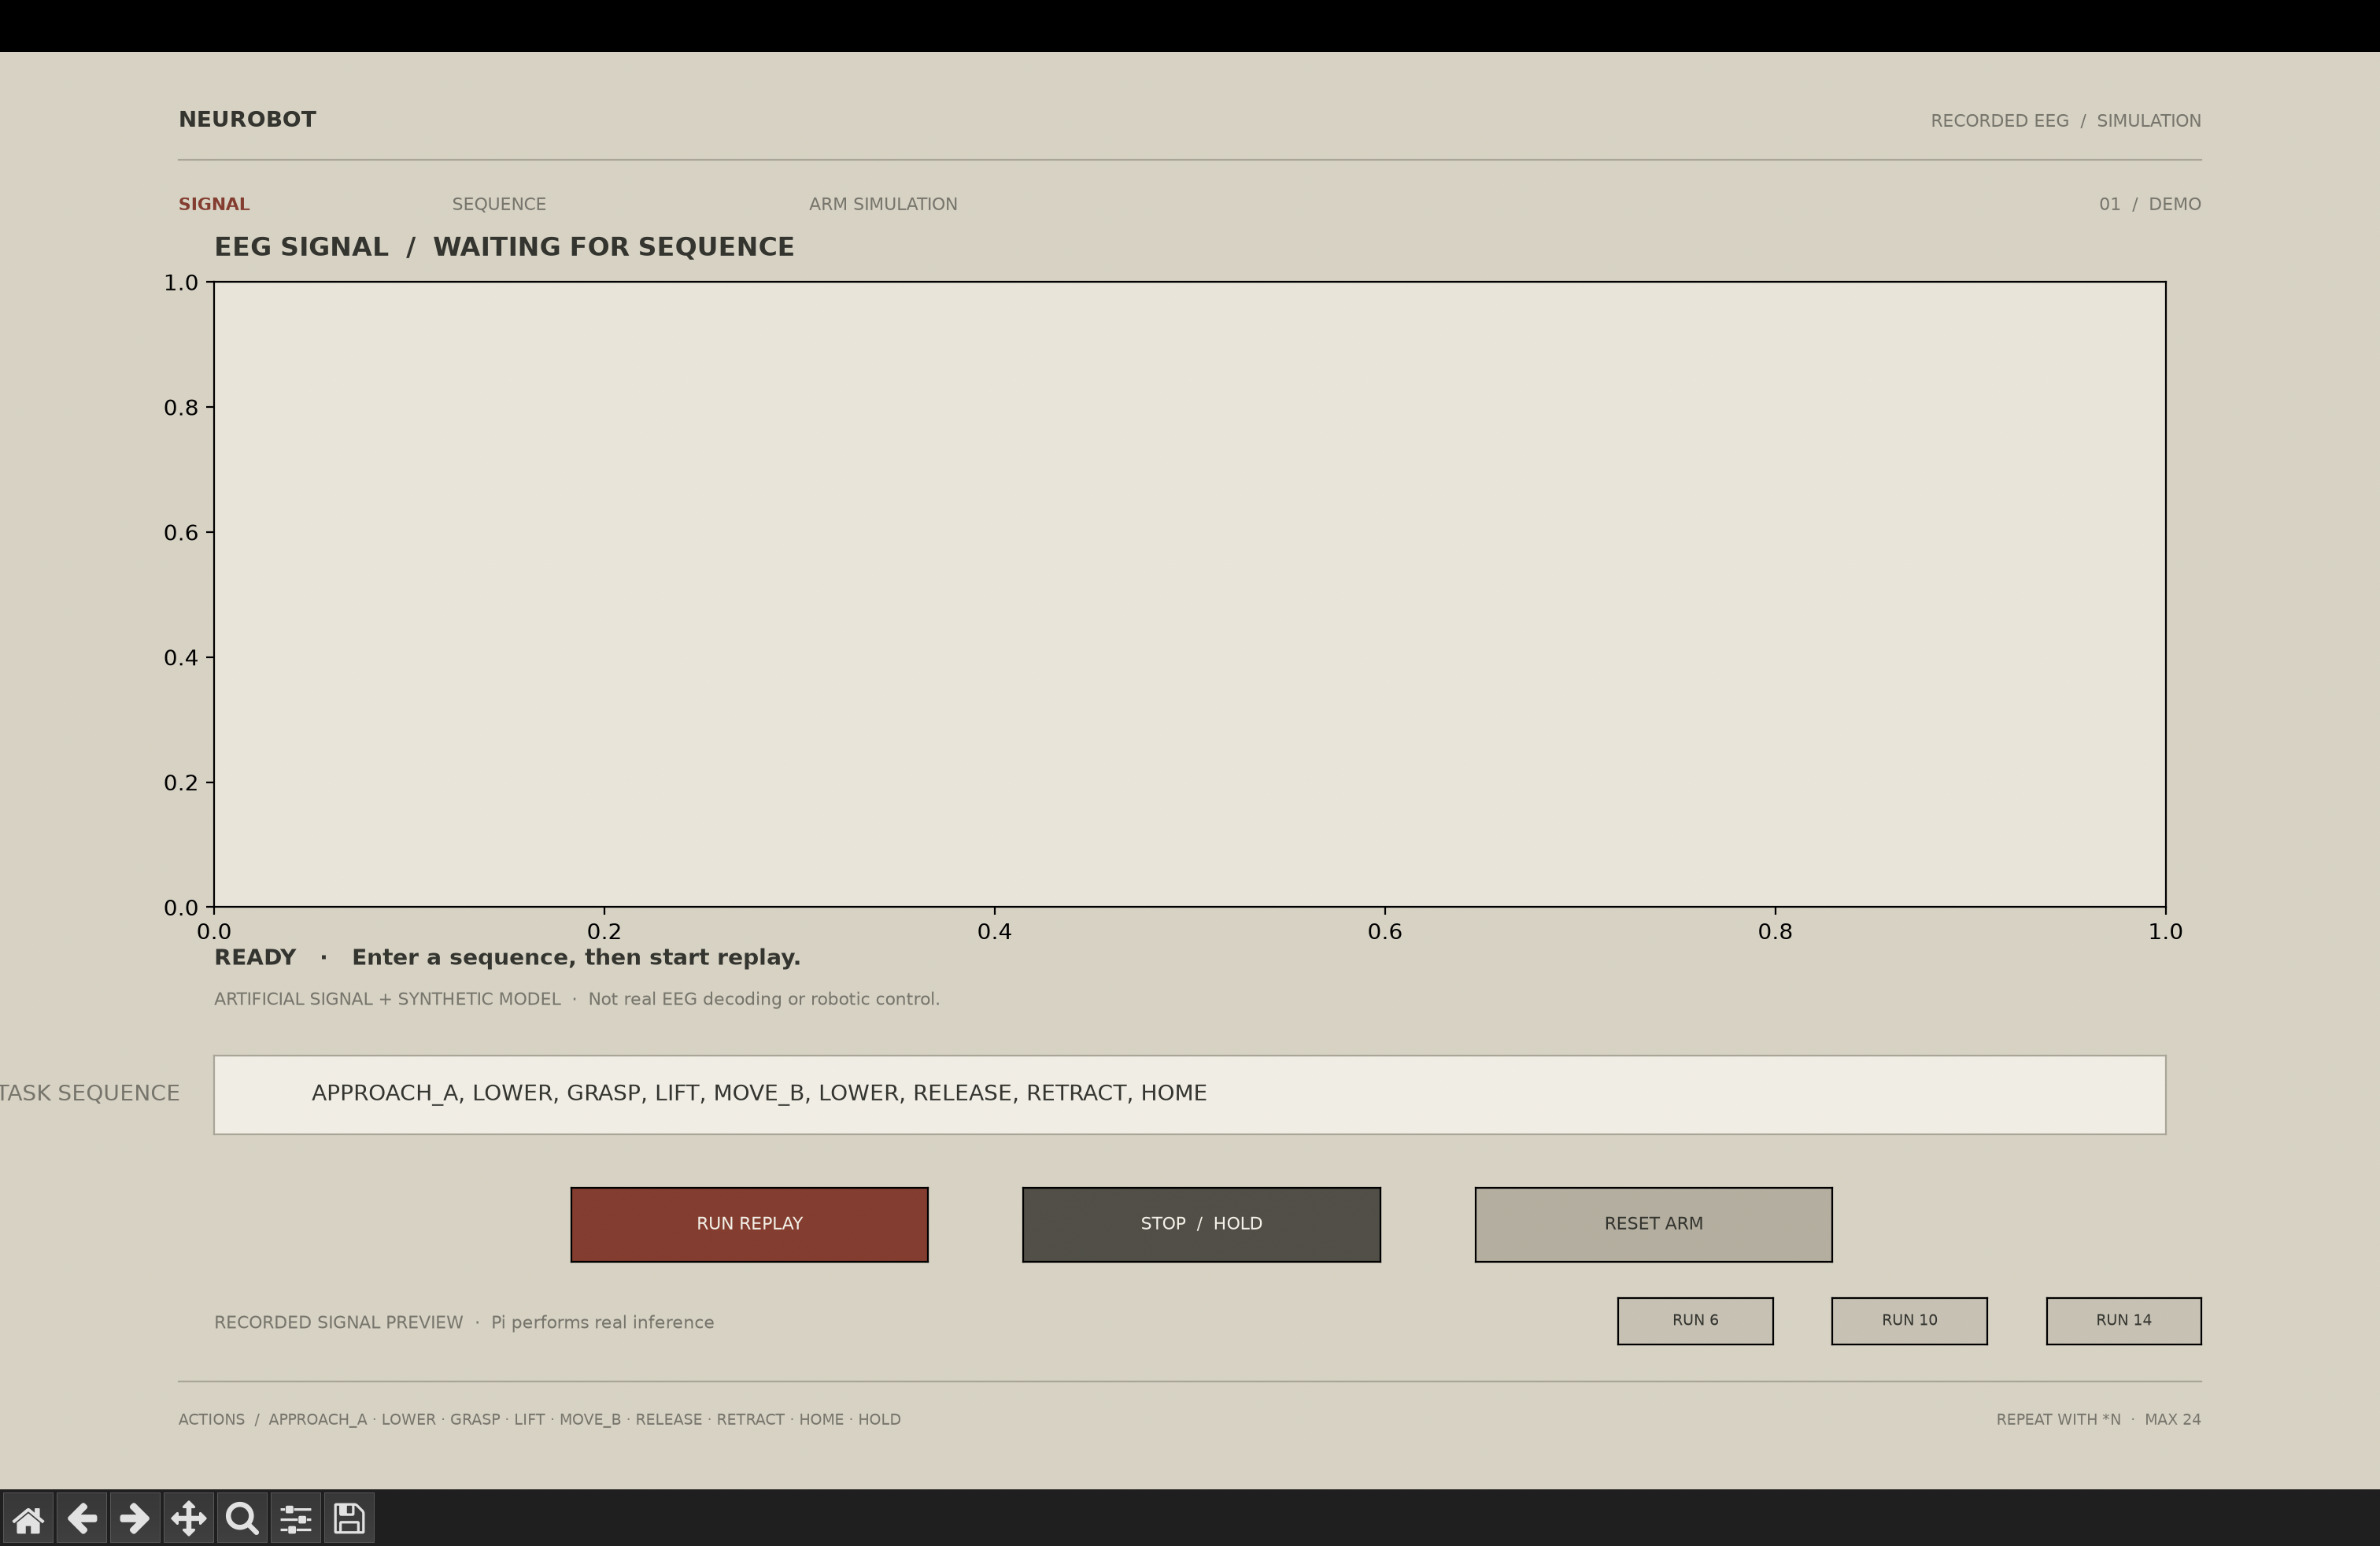 NEUROBOT
RECORDED EEG / SIMULATION
SIGNAL SEQUENCE ARM SIMULATION 01 / DEMO
EEG SIGNAL / WAITING FOR SEQUENCE
1.0
0.8
0.6
0.4
0.2
0.0
0.0 0.2 0.4 0.6 0.8 1.0
READY · Enter a sequence, then start replay.
ARTIFICIAL SIGNAL + SYNTHETIC MODEL · Not real EEG decoding or robotic control.
TASK SEQUENCE APPROACH_A, LOWER, GRASP, LIFT, MOVE_B, LOWER, RELEASE, RETRACT, HOME
RUN REPLAY STOP / HOLD RESET ARM
RECORDED SIGNAL PREVIEW · Pi performs real inference RUN 6 RUN 10 RUN 14
ACTIONS / APPROACH_A · LOWER · GRASP · LIFT · MOVE_B · RELEASE · RETRACT · HOME · HOLD REPEAT WITH *N · MAX 24